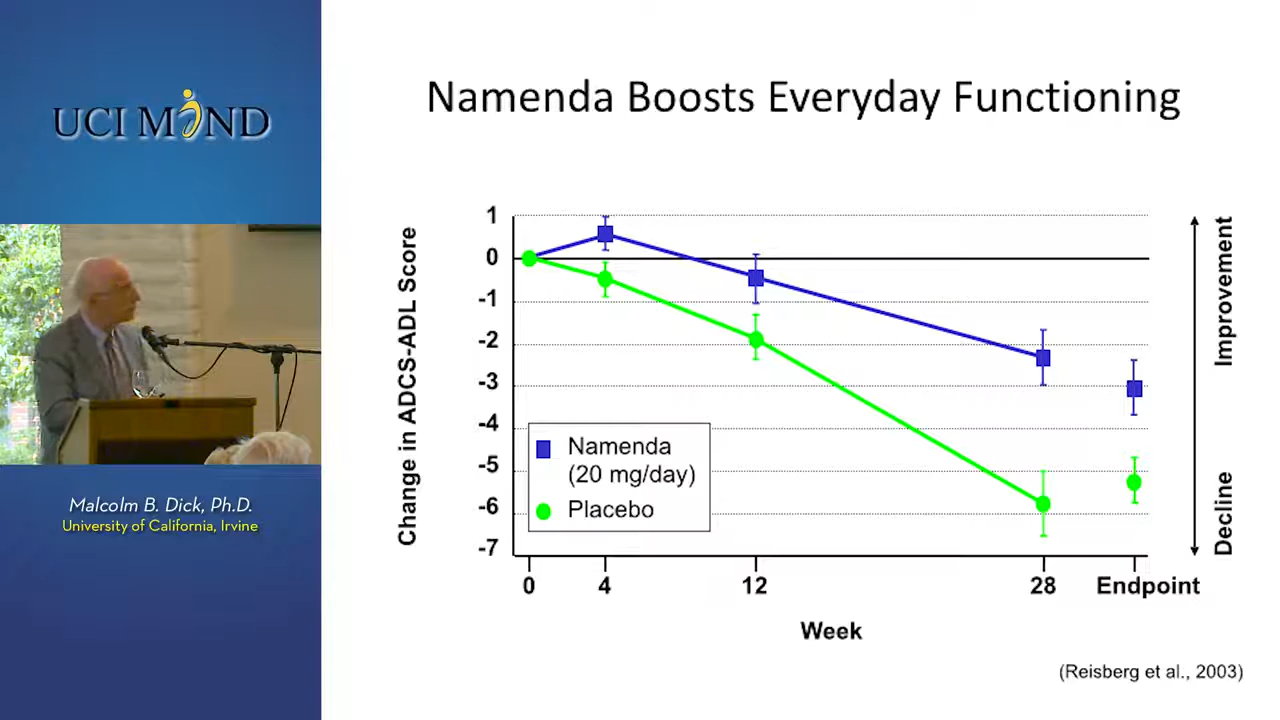 UCI MIND
Malcolm B. Dick, Ph.D.
University of California, Irvine
Namenda Boosts Everyday Functioning
Change in ADCS-ADL Score
1
0
-1
-2
-3
-4
-5
-6
-7
Namenda
(20 mg/day)
Placebo
0 4 12 28 Endpoint
Week
Improvement
Decline
(Reisberg et al., 2003)